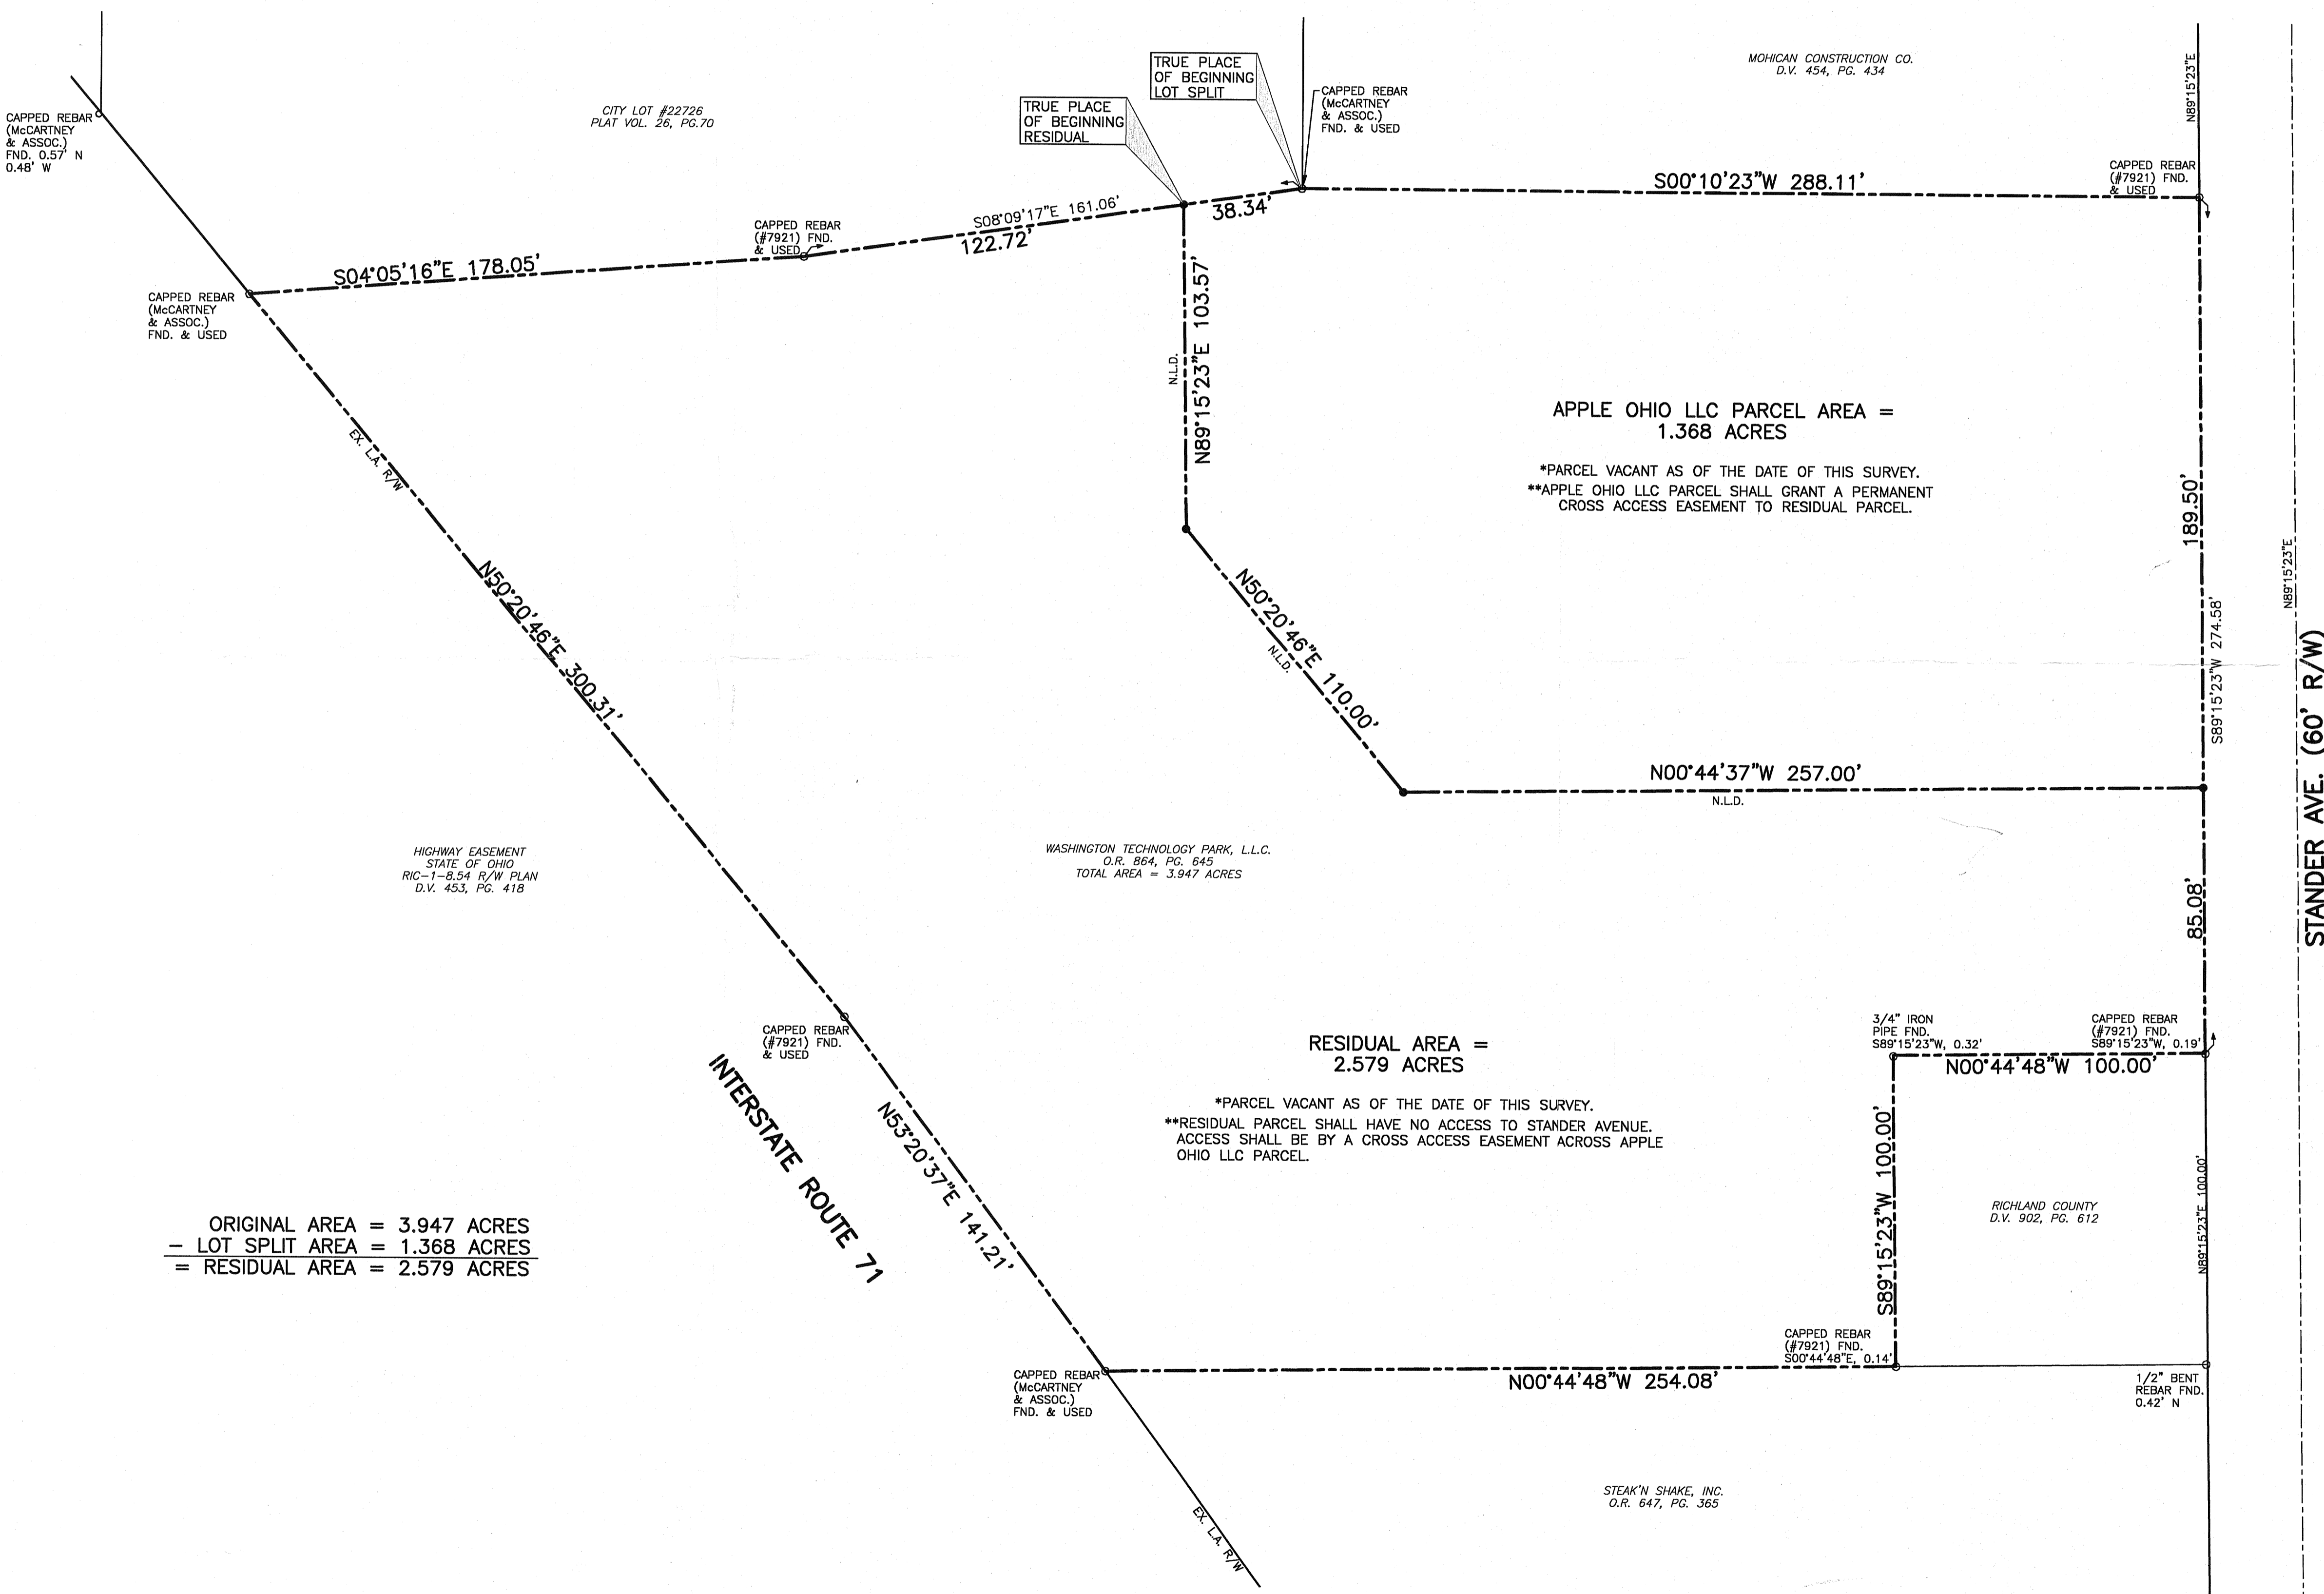 MOHICAN CONSTRUCTION CO.
D.V. 454, PG. 434
N89°15'23"E
TRUE PLACE
OF BEGINNING
LOT SPLIT
CAPPED REBAR
(McCARTNEY
& ASSOC.)
FND. & USED
TRUE PLACE
OF BEGINNING
RESIDUAL
CITY LOT #22726
PLAT VOL. 26, PG.70
CAPPED REBAR
(McCARTNEY
& ASSOC.)
FND. 0.57' N
0.48' W
CAPPED REBAR
(#7921) FND.
& USED
S00°10'23"W 288.11'
38.34'
S08°09'17"E 161.06'
122.72'
CAPPED REBAR
(#7921) FND.
& USED
S04°05'16"E 178.05'
CAPPED REBAR
(McCARTNEY
& ASSOC.)
FND. & USED
N.L.D.
N89°15'23"E 103.57'
EX. L.A. R/W
APPLE OHIO LLC PARCEL AREA =
1.368 ACRES
*PARCEL VACANT AS OF THE DATE OF THIS SURVEY.
**APPLE OHIO LLC PARCEL SHALL GRANT A PERMANENT
CROSS ACCESS EASEMENT TO RESIDUAL PARCEL.
189.50'
N89°15'23"E
S89°15'23"W 274.58'
STANDER AVE. (60' R/W)
N50°20'46"E 300.31'
N50°20'46"E 110.00'
N.L.D.
N00°44'37"W 257.00'
N.L.D.
HIGHWAY EASEMENT
STATE OF OHIO
RIC-1-8.54 R/W PLAN
D.V. 453, PG. 418
WASHINGTON TECHNOLOGY PARK, L.L.C.
O.R. 864, PG. 645
TOTAL AREA = 3.947 ACRES
85.08'
3/4" IRON
PIPE FND.
S89°15'23"W, 0.32'
CAPPED REBAR
(#7921) FND.
S89°15'23"W, 0.19'
N00°44'48"W 100.00'
CAPPED REBAR
(#7921) FND.
& USED
RESIDUAL AREA =
2.579 ACRES
*PARCEL VACANT AS OF THE DATE OF THIS SURVEY.
**RESIDUAL PARCEL SHALL HAVE NO ACCESS TO STANDER AVENUE.
ACCESS SHALL BE BY A CROSS ACCESS EASEMENT ACROSS APPLE
OHIO LLC PARCEL.
INTERSTATE ROUTE 71
N53°20'37"E 141.21'
S89°15'23"W 100.00'
RICHLAND COUNTY
D.V. 902, PG. 612
N89°15'23"E 100.00'
ORIGINAL AREA = 3.947 ACRES
- LOT SPLIT AREA = 1.368 ACRES
= RESIDUAL AREA = 2.579 ACRES
CAPPED REBAR
(#7921) FND.
S00°44'48"E, 0.14'
CAPPED REBAR
(McCARTNEY
& ASSOC.)
FND. & USED
N00°44'48"W 254.08'
1/2" BENT
REBAR FND.
0.42' N
STEAK'N SHAKE, INC.
O.R. 647, PG. 365
EX. L.A. R/W